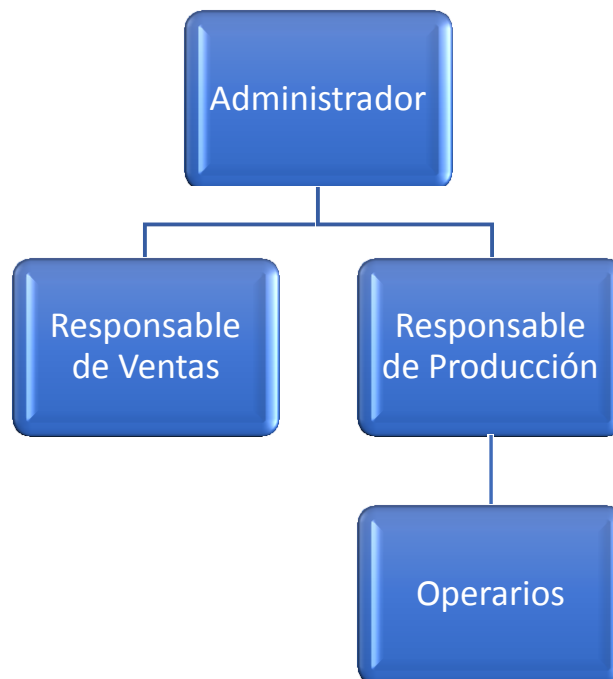 Administrador
Responsable
de Ventas
Responsable
de Producción
Operarios